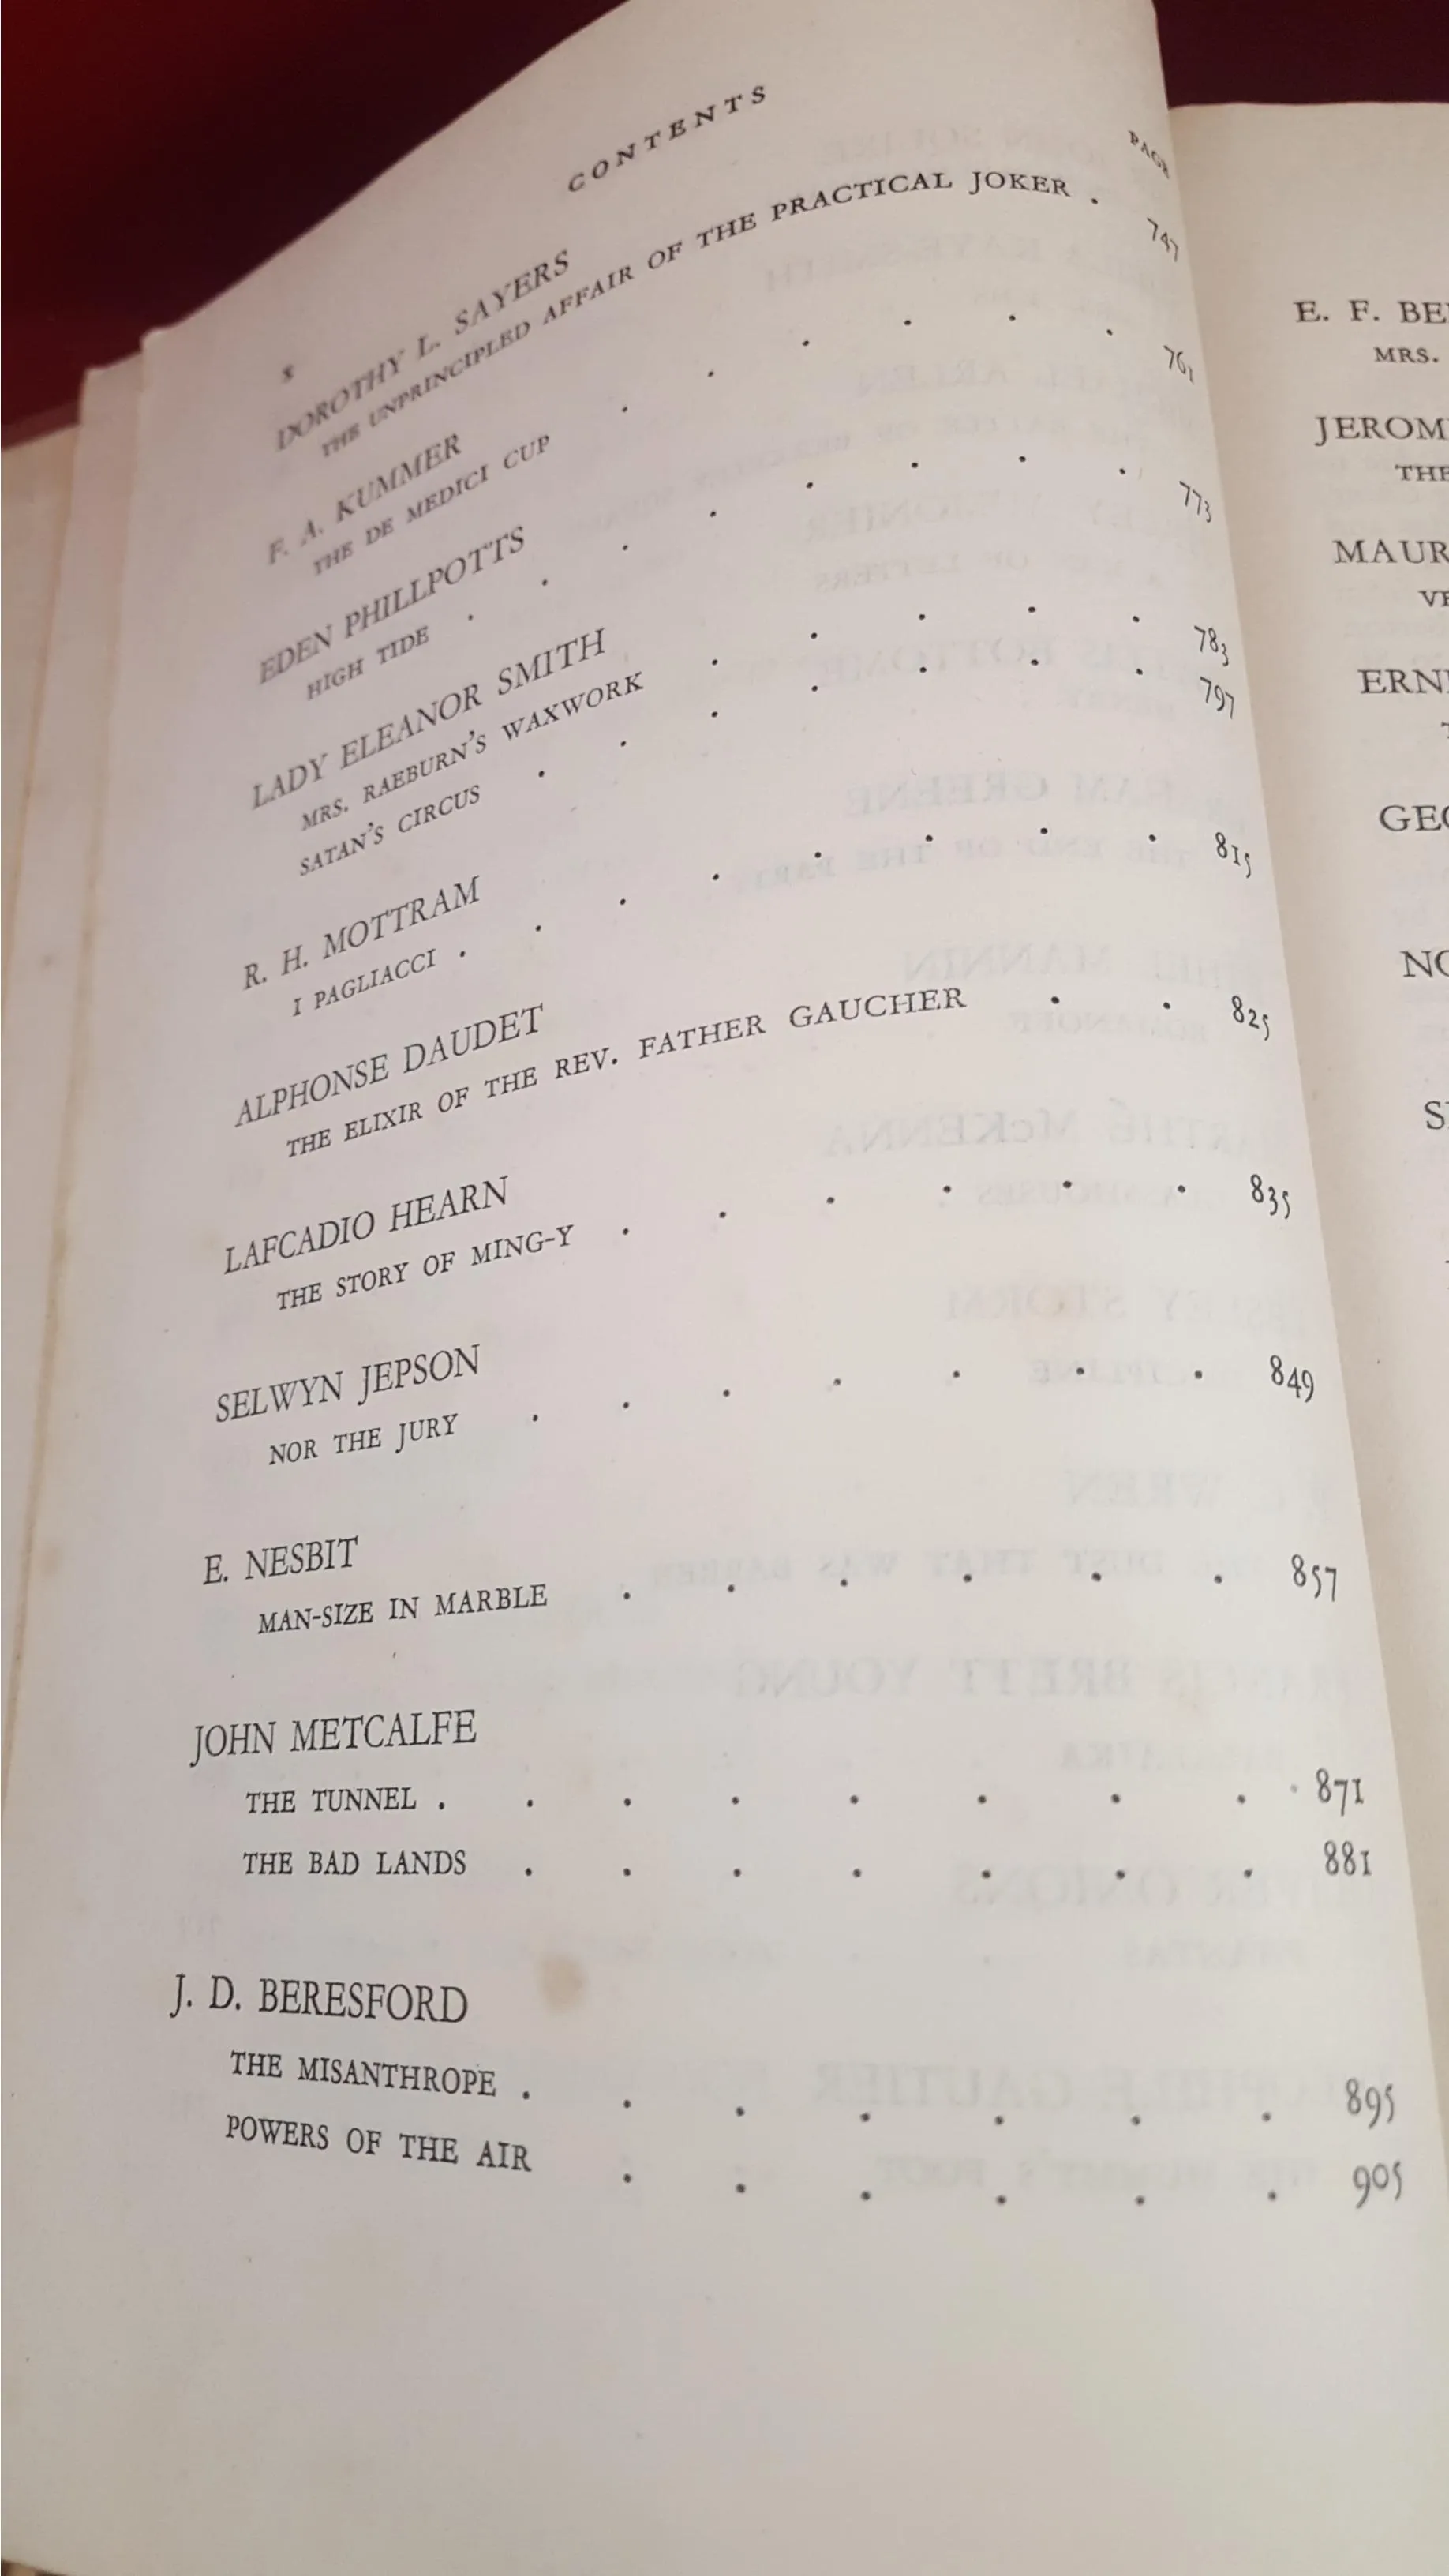 8
CONTENTS
PAGE
DOROTHY L. SAYERS
THE UNPRINCIPLED AFFAIR OF THE PRACTICAL JOKER . 747
F. A. KUMMER
THE DE MEDICI CUP . . . . . . 761
EDEN PHILLPOTTS
HIGH TIDE . . . . . . . 773
LADY ELEANOR SMITH
MRS. RAEBURN'S WAXWORK . . . . 783
SATAN'S CIRCUS . . . . . . . 797
R. H. MOTTRAM
I PAGLIACCI . . . . . . . . 815
ALPHONSE DAUDET
THE ELIXIR OF THE REV. FATHER GAUCHER . . 825
LAFCADIO HEARN
THE STORY OF MING-Y . . . . . . 835
SELWYN JEPSON
NOR THE JURY . . . . . . . 849
E. NESBIT
MAN-SIZE IN MARBLE . . . . . . 857
JOHN METCALFE
THE TUNNEL . . . . . . . . . 871
THE BAD LANDS . . . . . . . 881
J. D. BERESFORD
THE MISANTHROPE . . . . . . . 895
POWERS OF THE AIR . . . . . . 905
E. F. BE
MRS.
JEROM
THE
MAUR
VE
ERN
GEO
NO